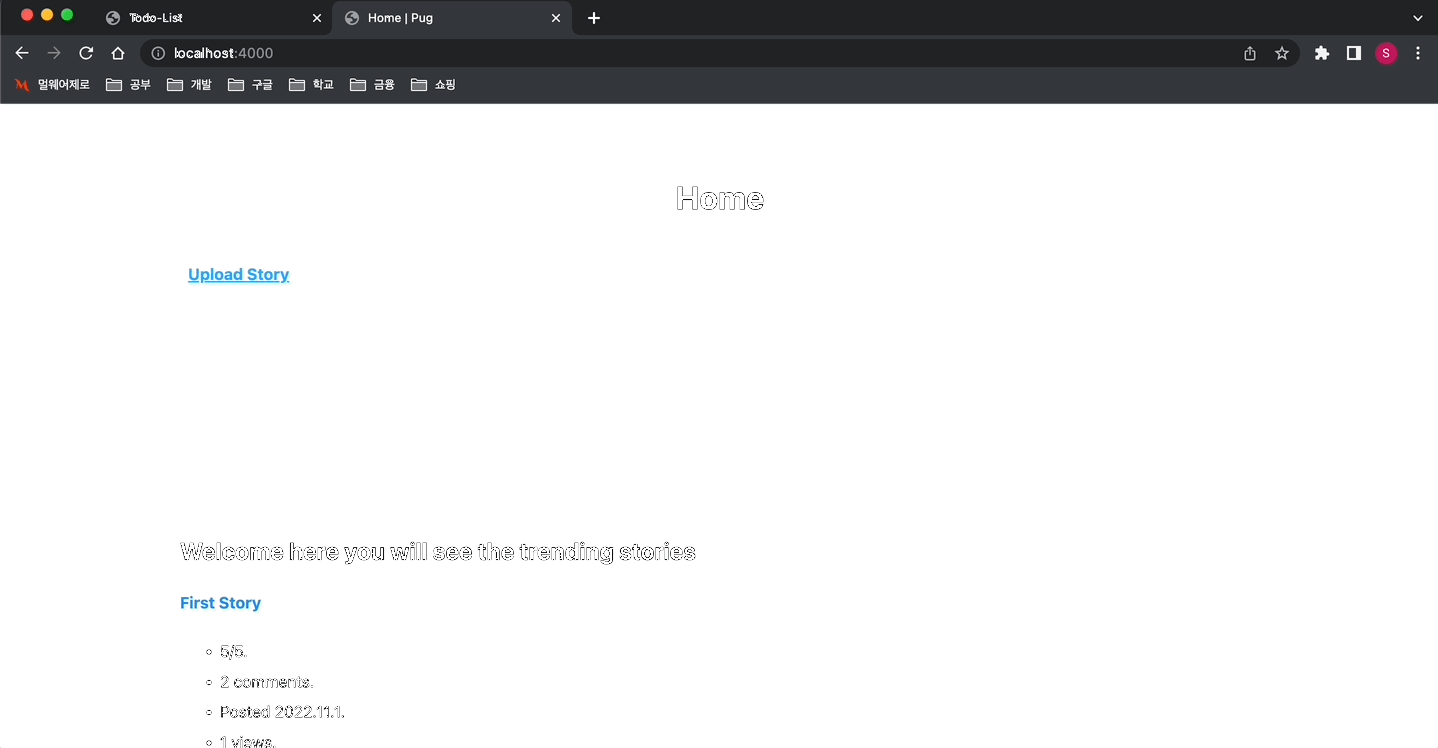 Todo-List
Home | Pug
localhost:4000
S
멀웨어제로 공부 개발 구글 학교 금융 쇼핑
Home
Upload Story
Welcome here you will see the trending stories
First Story
5/5.
2 comments.
Posted 2022.11.1.
1 views.